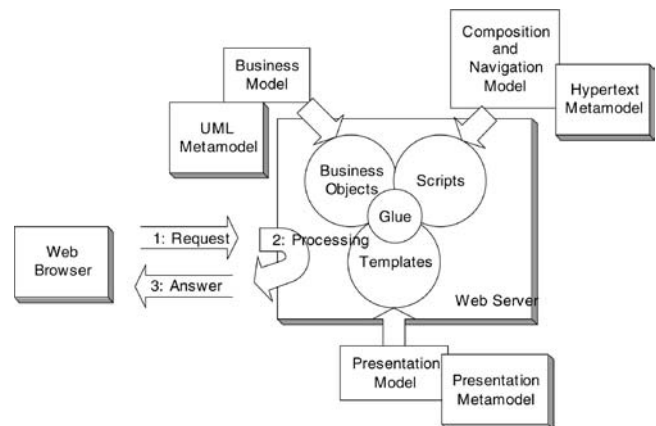 Business
Model
UML
Metamodel
Composition
and
Navigation
Model
Hypertext
Metamodel
Business
Objects
Scripts
Glue
Templates
Web
Browser
1: Request
2: Processing
3: Answer
Web Server
Presentation
Model
Presentation
Metamodel